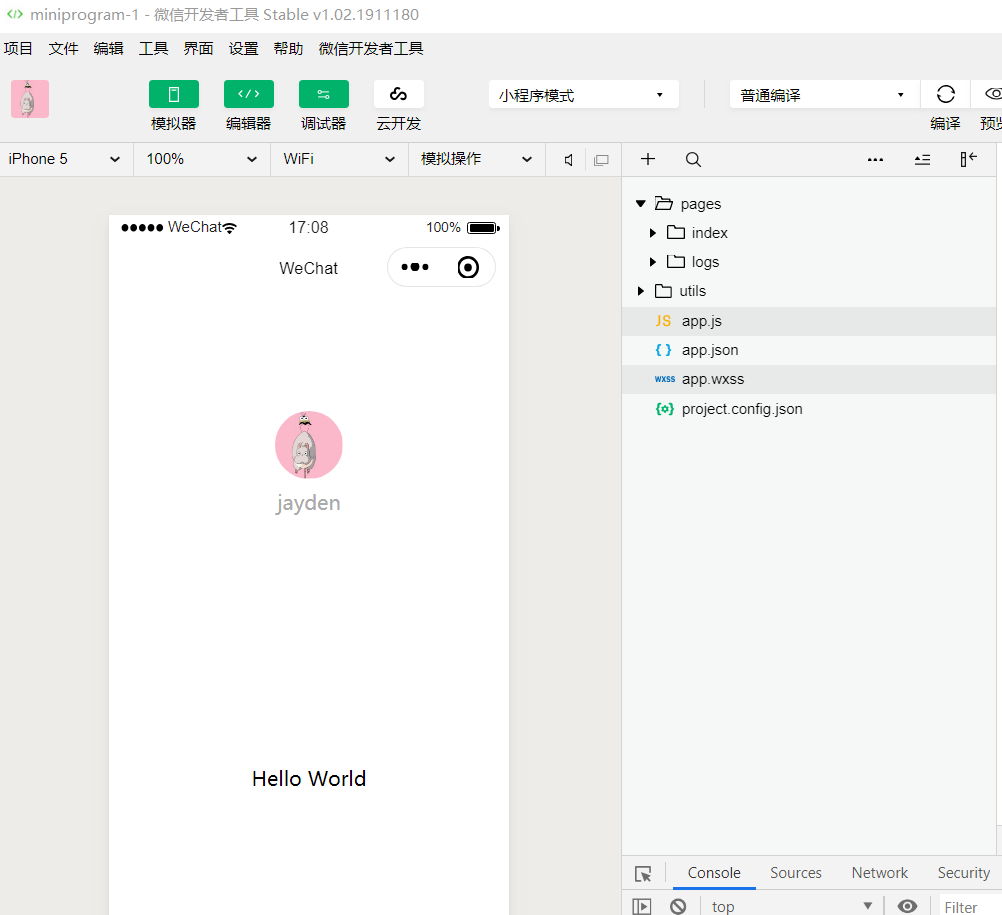 miniprogram-1 - 微信开发者工具 Stable v1.02.1911180
项目 文件 编辑 工具 界面 设置 帮助 微信开发者工具
小程序模式 普通编译
模拟器 编辑器 调试器 云开发 编译 预览
iPhone 5 100% WiFi 模拟操作
WeChat 17:08 100%
WeChat
jayden
Hello World
pages
index
logs
utils
JS app.js
{ } app.json
wxss app.wxss
project.config.json
Console Sources Network Security
top Filter